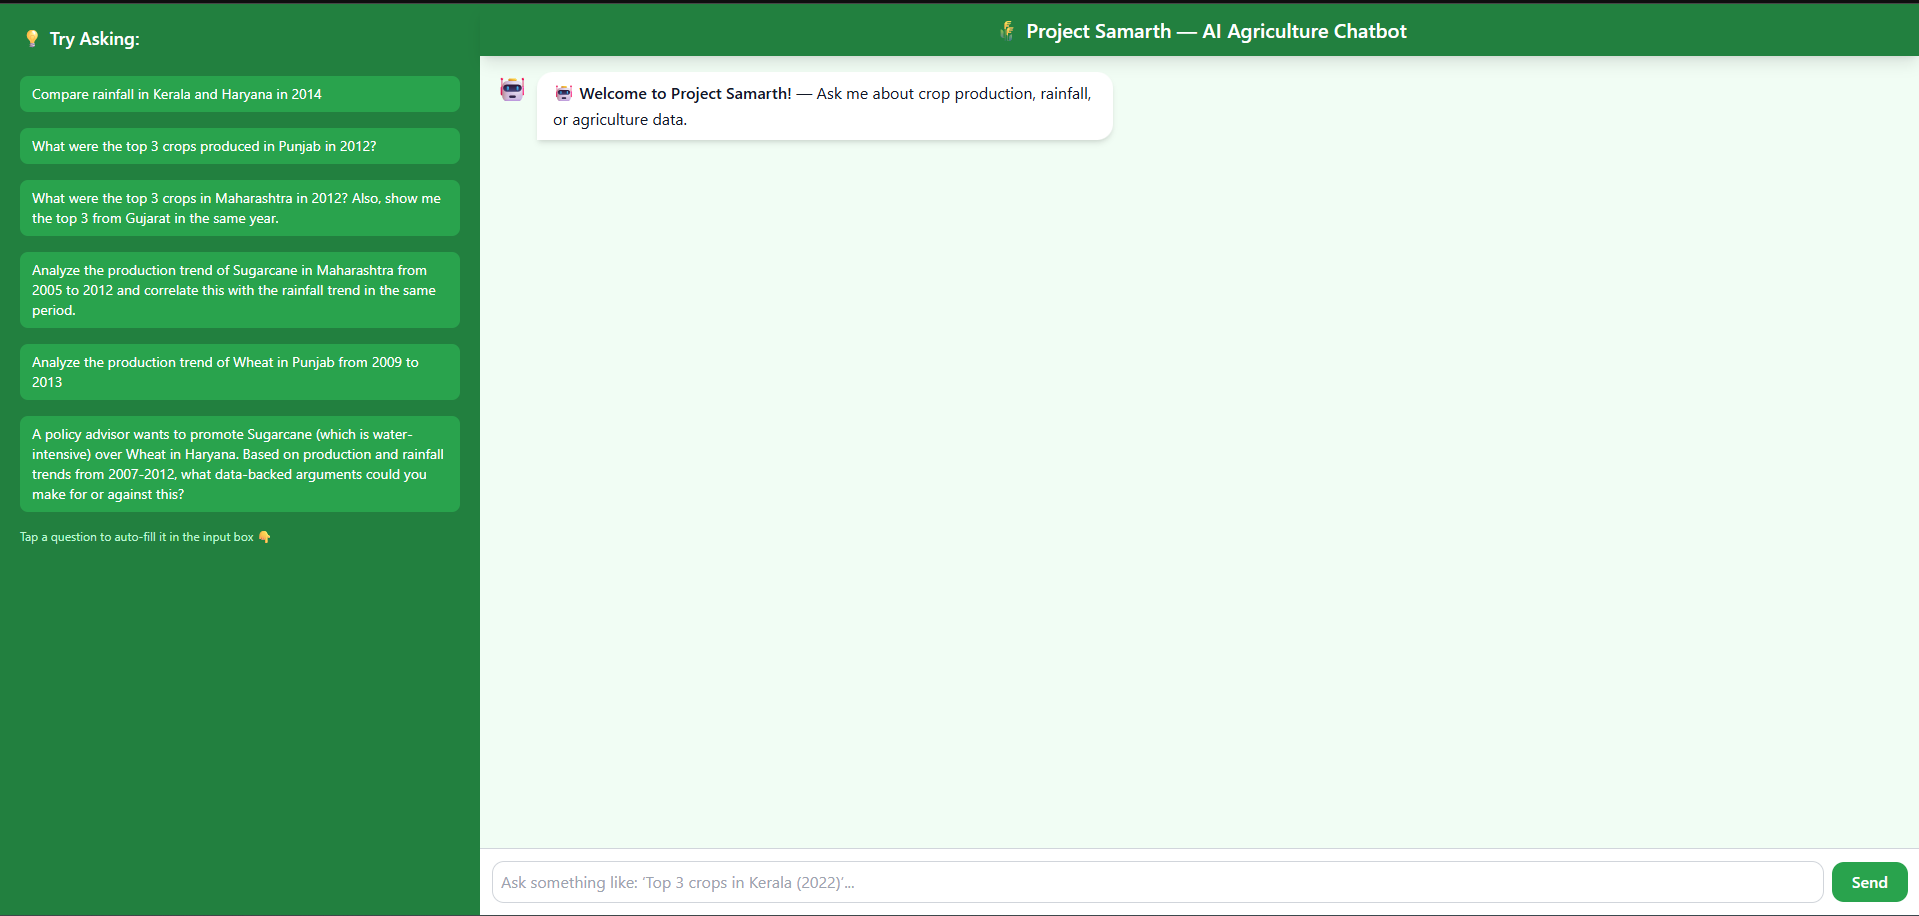 💡 Try Asking:
Compare rainfall in Kerala and Haryana in 2014
What were the top 3 crops produced in Punjab in 2012?
What were the top 3 crops in Maharashtra in 2012? Also, show me
the top 3 from Gujarat in the same year.
Analyze the production trend of Sugarcane in Maharashtra from
2005 to 2012 and correlate this with the rainfall trend in the same
period.
Analyze the production trend of Wheat in Punjab from 2009 to
2013
A policy advisor wants to promote Sugarcane (which is water-
intensive) over Wheat in Haryana. Based on production and rainfall
trends from 2007-2012, what data-backed arguments could you
make for or against this?
Tap a question to auto-fill it in the input box 👇
🌾 Project Samarth — AI Agriculture Chatbot
🤖 Welcome to Project Samarth! — Ask me about crop production, rainfall,
or agriculture data.
Ask something like: 'Top 3 crops in Kerala (2022)'...
Send